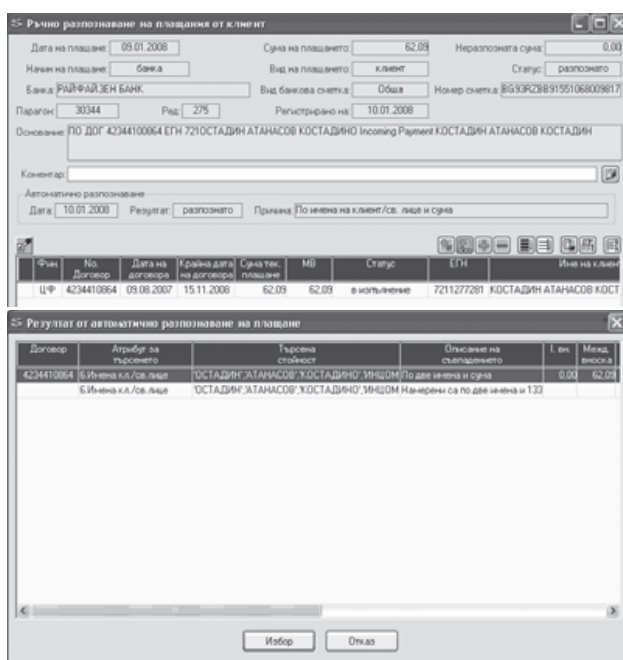 Ръчно разпознаване на плащания от клиент
Дата на плащане: 09.01.2008 Сума на плащането: 62,09 Неразпозната сума: 0,00
Начин на плащане: банка Вид на плащането: клиент Статус: разпознато
Банка: РАЙФАЙЗЕН БАНК Вид банкова сметка: Обща Номер сметка: BG93RZBB91551068009817
Парагон: 30344 Ред: 275 Регистрирано на: 10.01.2008
Основание: ПО ДОГ 42344100864 ЕГН 721ОСТАДИН АТАНАСОВ КОСТАДИНО Incoming Payment КОСТАДИН АТАНАСОВ КОСТАДИН
Коментар:
Автоматично разпознаване
Дата: 10.01.2008 Резултат: разпознато Причина: По имена на клиент/св. лице и сума
Фин. No. Договор Дата на договора Крайна дата на договора Сума тек. плащане МВ Статус ЕГН Име на клиен
ЦФ 4234410864 09.08.2007 15.11.2008 62,09 62,09 в изпълнение 7211277281 КОСТАДИН АТАНАСОВ КОСТ
Резултат от автоматично разпознаване на плащане
Договор Атрибут за търсенето Търсена стойност Описание на съвпадението I. вн. Межд. вноска
4234410864 6.Имена кл./св.лице 'ОСТАДИН','АТАНАСОВ','КОСТАДИНО','ИНЦОМ По две имена и сума 0,00 62,09
6.Имена кл./св.лице 'ОСТАДИН','АТАНАСОВ','КОСТАДИНО','ИНЦОМ Намерени са по две имена и 133
Избор Отказ